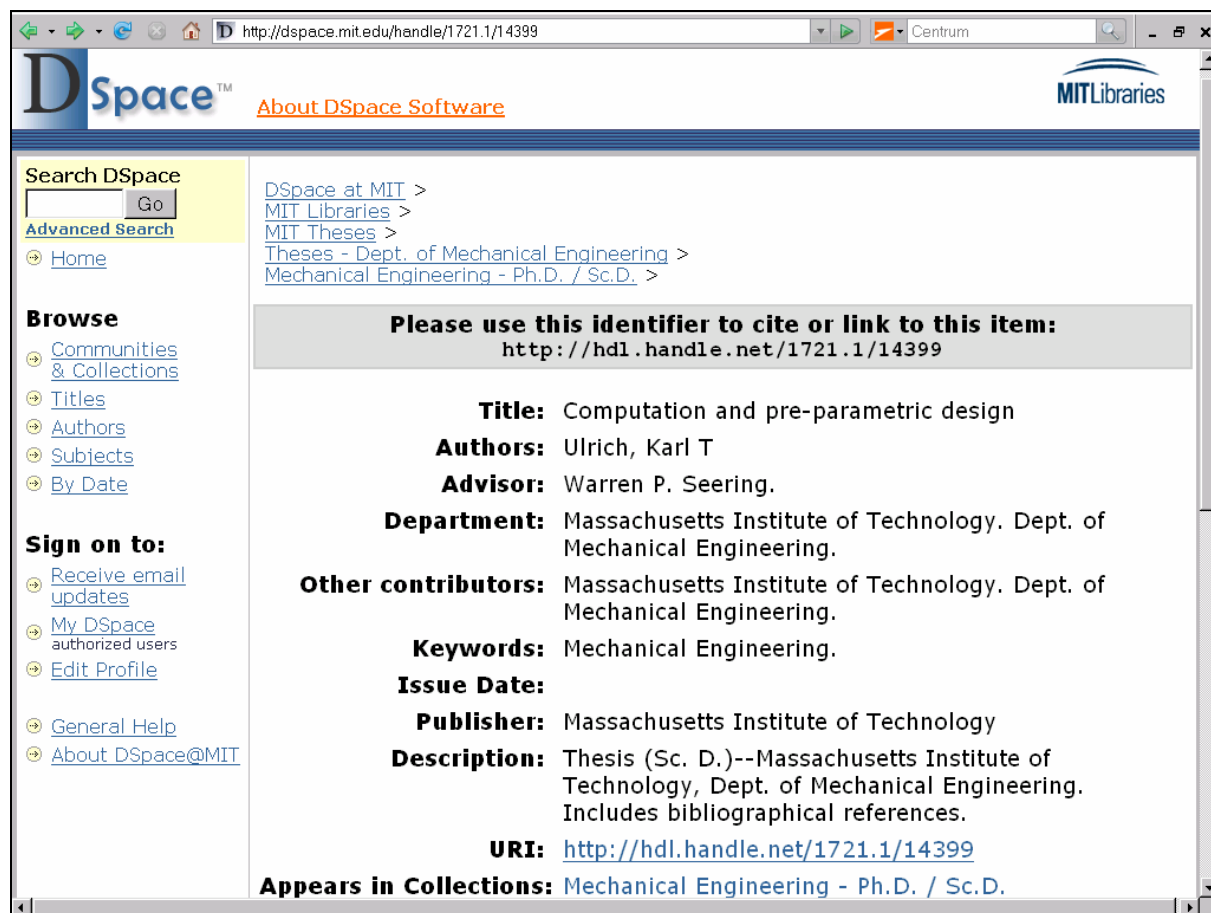 http://dspace.mit.edu/handle/1721.1/14399
Centrum
DSpace™
About DSpace Software
MITLibraries
Search DSpace
Go
Advanced Search
Home
Browse
Communities
& Collections
Titles
Authors
Subjects
By Date
Sign on to:
Receive email
updates
My DSpace
authorized users
Edit Profile
General Help
About DSpace@MIT
DSpace at MIT >
MIT Libraries >
MIT Theses >
Theses - Dept. of Mechanical Engineering >
Mechanical Engineering - Ph.D. / Sc.D. >
Please use this identifier to cite or link to this item:
http://hdl.handle.net/1721.1/14399
Title: Computation and pre-parametric design
Authors: Ulrich, Karl T
Advisor: Warren P. Seering.
Department: Massachusetts Institute of Technology. Dept. of
Mechanical Engineering.
Other contributors: Massachusetts Institute of Technology. Dept. of
Mechanical Engineering.
Keywords: Mechanical Engineering.
Issue Date:
Publisher: Massachusetts Institute of Technology
Description: Thesis (Sc. D.)--Massachusetts Institute of
Technology, Dept. of Mechanical Engineering.
Includes bibliographical references.
URI: http://hdl.handle.net/1721.1/14399
Appears in Collections: Mechanical Engineering - Ph.D. / Sc.D.